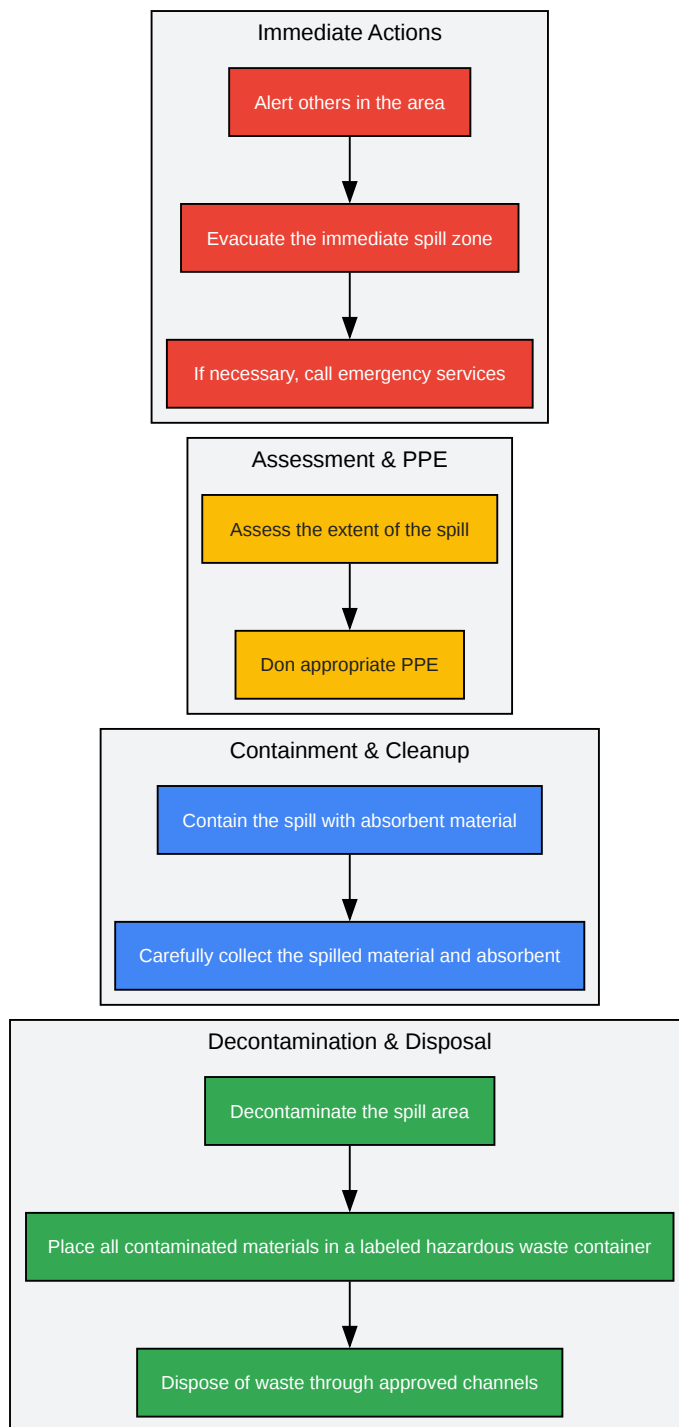 Immediate Actions
Alert others in the area
Evacuate the immediate spill zone
If necessary, call emergency services
Assessment & PPE
Assess the extent of the spill
Don appropriate PPE
Containment & Cleanup
Contain the spill with absorbent material
Carefully collect the spilled material and absorbent
Decontamination & Disposal
Decontaminate the spill area
Place all contaminated materials in a labeled hazardous waste container
Dispose of waste through approved channels